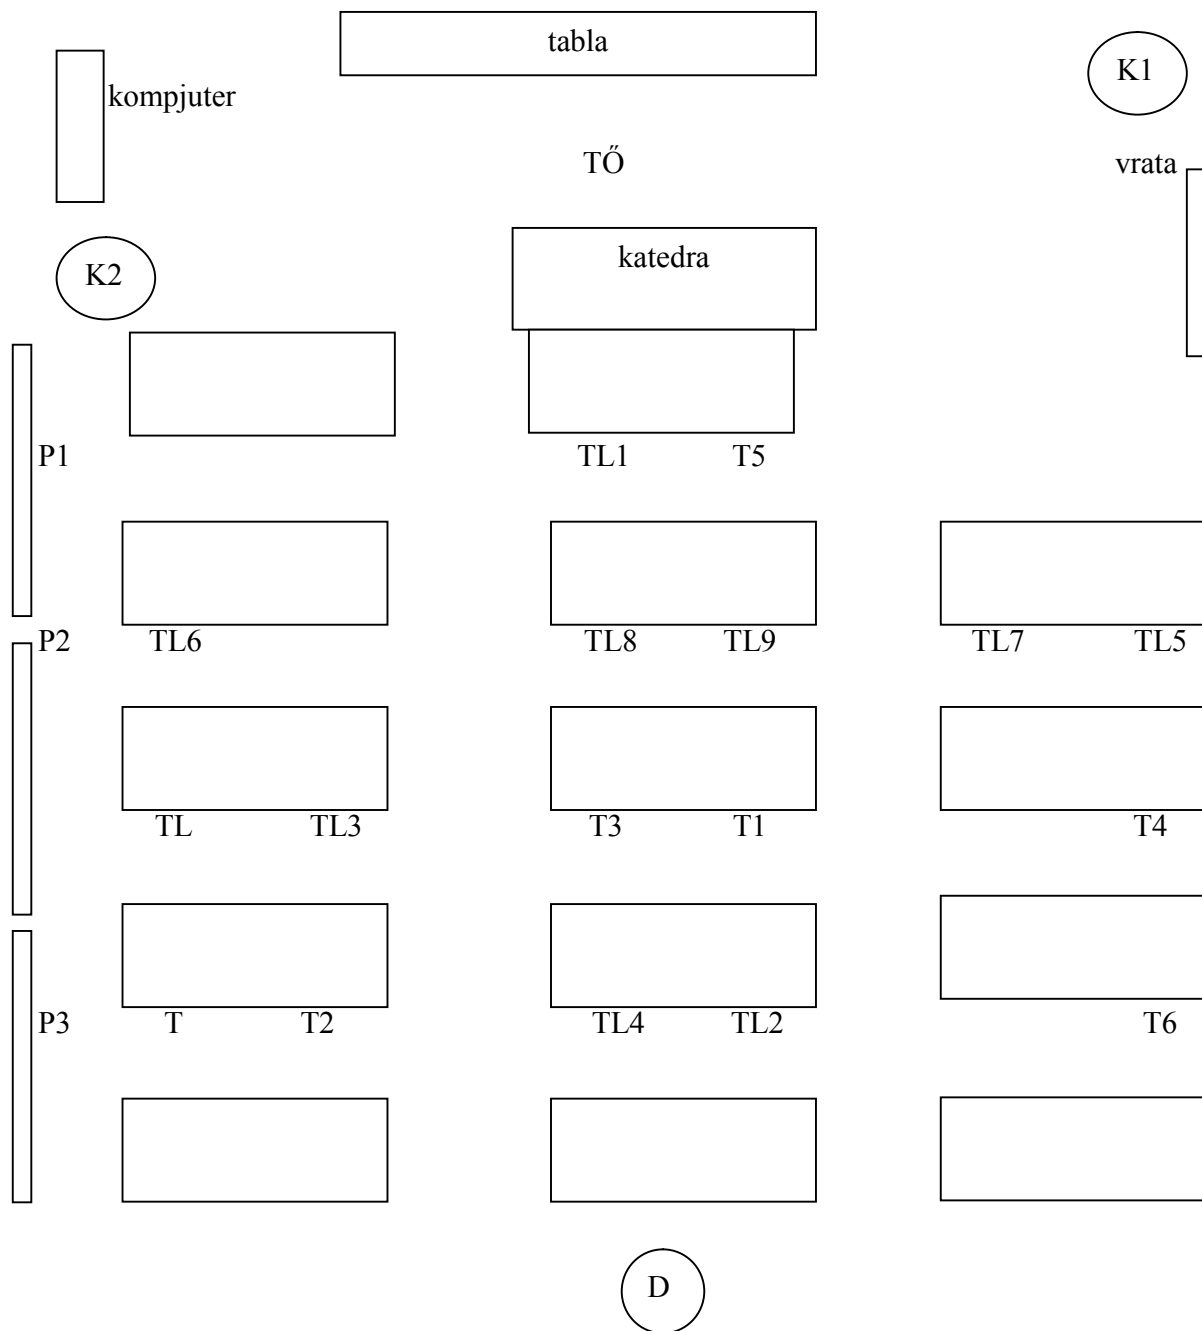 tabla
K1
kompjuter
TŐ
vrata
katedra
K2
P1
TL1 T5
P2 TL6 TL8 TL9 TL7 TL5
TL TL3 T3 T1 T4
P3 T T2 TL4 TL2 T6
D